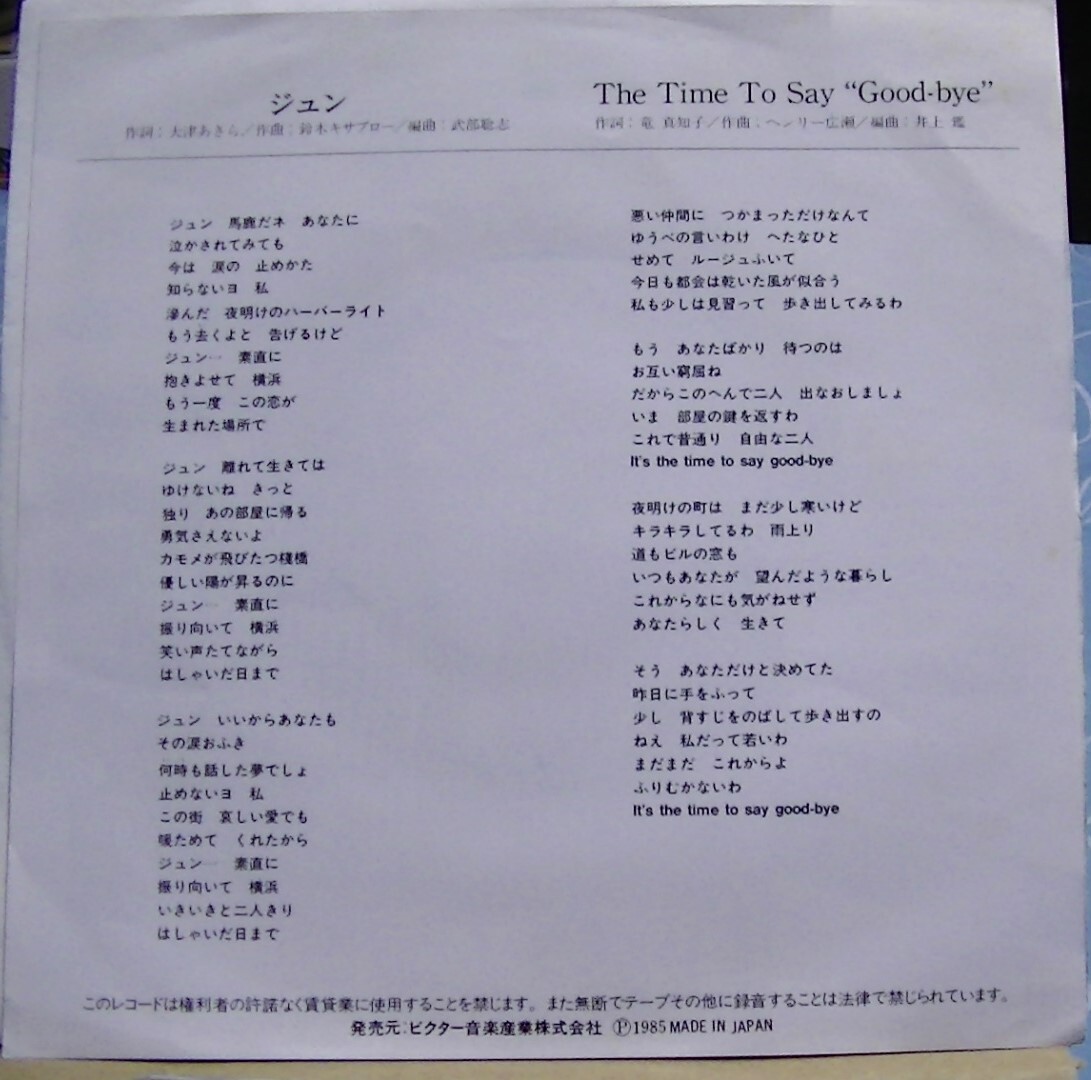 ジュン
作詞：大津あきら／作曲：鈴木キサブロー／編曲：武部聡志
ジュン　馬鹿だネ　あなたに
泣かされてみても
今は　涙の　止めかた
知らないヨ　私
滲んだ　夜明けのハーバーライト
もう去くよと　告げるけど
ジュン…　素直に
抱きよせて　横浜
もう一度　この恋が
生まれた場所で
ジュン　離れて生きては
ゆけないね　きっと
独り　あの部屋に帰る
勇気さえないよ
カモメが飛びたつ棧橋
優しい陽が昇るのに
ジュン…　素直に
振り向いて　横浜
笑い声たてながら
はしゃいだ日まで
ジュン　いいからあなたも
その涙おふき
何時も話した夢でしょ
止めないヨ　私
この街　哀しい愛でも
暖ためて　くれたから
ジュン…　素直に
振り向いて　横浜
いきいきと二人きり
はしゃいだ日まで
The Time To Say “Good-bye”
作詞：竜 真知子／作曲：ヘンリー広瀬／編曲：井上 鑑
悪い仲間に　つかまっただけなんて
ゆうべの言いわけ　へたなひと
せめて　ルージュふいて
今日も都会は乾いた風が似合う
私も少しは見習って　歩き出してみるわ
もう　あなたばかり　待つのは
お互い窮屈ね
だからこのへんで二人　出なおしましょ
いま　部屋の鍵を返すわ
これで昔通り　自由な二人
It's the time to say good-bye
夜明けの町は　まだ少し寒いけど
キラキラしてるわ　雨上り
道もビルの窓も
いつもあなたが　望んだような暮らし
これからなにも気がねせず
あなたらしく　生きて
そう　あなただけと決めてた
昨日に手をふって
少し　背すじをのばして歩き出すの
ねえ　私だって若いわ
まだまだ　これからよ
ふりむかないわ
It's the time to say good-bye
このレコードは権利者の許諾なく賃貸業に使用することを禁じます。また無断でテープその他に録音することは法律で禁じられています。
発売元：ビクター音楽産業株式会社　Ⓟ1985 MADE IN JAPAN